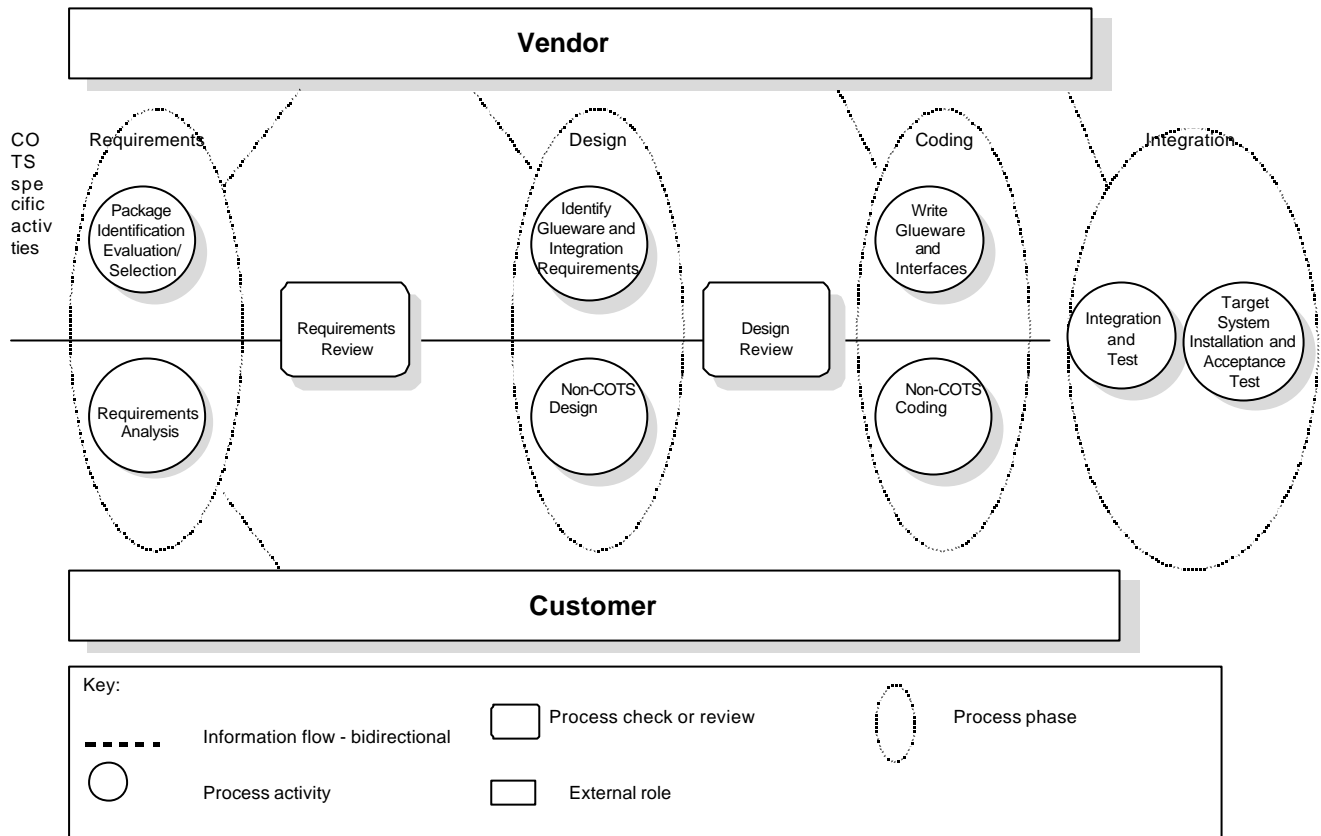 Vendor
CO
TS
spe
cific
activ
ties
Requirements
Design
Coding
Integration
Package
Identification
Evaluation/
Selection
Identify
Glueware and
Integration
Requirements
Write
Glueware
and
Interfaces
Requirements
Review
Design
Review
Integration
and
Test
Target
System
Installation and
Acceptance
Test
Requirements
Analysis
Non-COTS
Design
Non-COTS
Coding
Customer
Key:
Information flow - bidirectional
Process check or review
Process phase
Process activity
External role